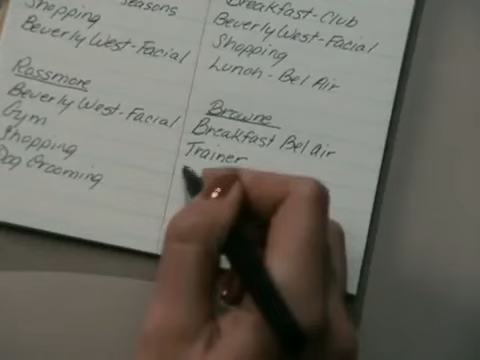 Seasons
Shopping
Beverly West-Facial
Rossmore
Beverly West-Facial
Gym
Shopping
Dog Grooming
Breakfast-Club
Beverly West-Facial
Shopping
Lunch-Bel Air
Browne
Breakfast Bel air
Trainer